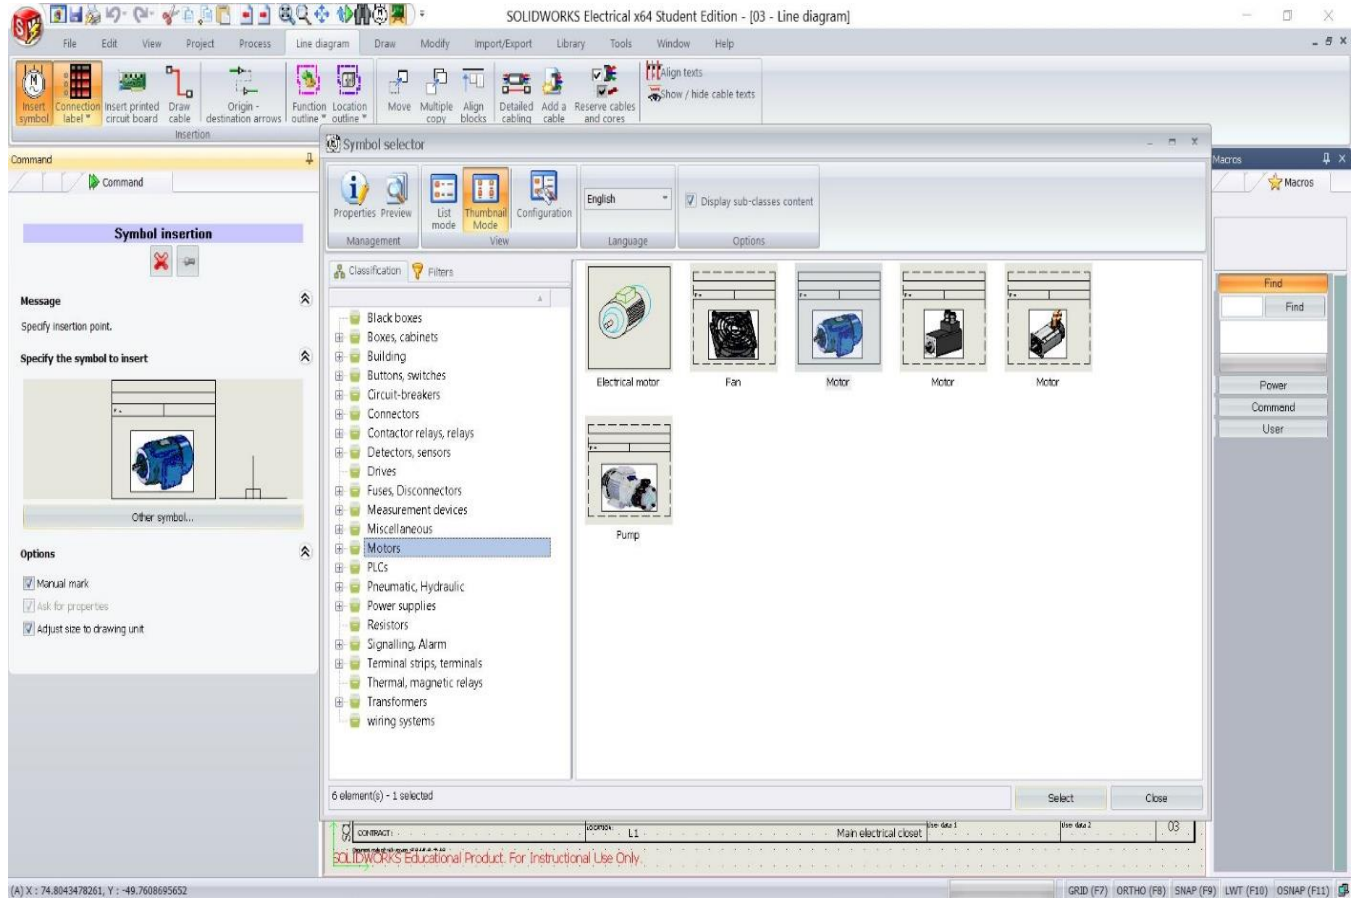 SOLIDWORKS Electrical x64 Student Edition - [03 - Line diagram]
File Edit View Project Process Line diagram Draw Modify Import/Export Library Tools Window Help
Insert symbol
Connection label
Insert printed circuit board
Draw cable
Origin - destination arrows
Function outline
Location outline
Move
Multiple copy
Align blocks
Detailed cabling
Add a cable
Reserve cables and cores
Align texts
Show / hide cable texts
Insertion
Command
Command
Symbol insertion
Message
Specify insertion point.
Specify the symbol to insert
Other symbol...
Options
Manual mark
Ask for properties
Adjust size to drawing unit
Symbol selector
Properties
Preview
List mode
Thumbnail Mode
Configuration
English
Display sub-classes content
Management
View
Language
Options
Classification
Filters
Black boxes
Boxes, cabinets
Building
Buttons, switches
Circuit-breakers
Connectors
Contactor relays, relays
Detectors, sensors
Drives
Fuses, Disconnectors
Measurement devices
Miscellaneous
Motors
PLCs
Pneumatic, Hydraulic
Power supplies
Resistors
Signalling, Alarm
Terminal strips, terminals
Thermal, magnetic relays
Transformers
wiring systems
Electrical motor
Fan
Motor
Motor
Motor
Pump
6 element(s) - 1 selected
Select
Close
Macros
Macros
Find
Find
Power
Command
User
CONTRACT:
L1
Main electrical closet
User data 1
User data 2
03
SOLIDWORKS Educational Product. For Instructional Use Only.
(A) X : 74.8043478261, Y : -49.7608695652
GRID (F7) ORTHO (F8) SNAP (F9) LWT (F10) OSNAP (F11)